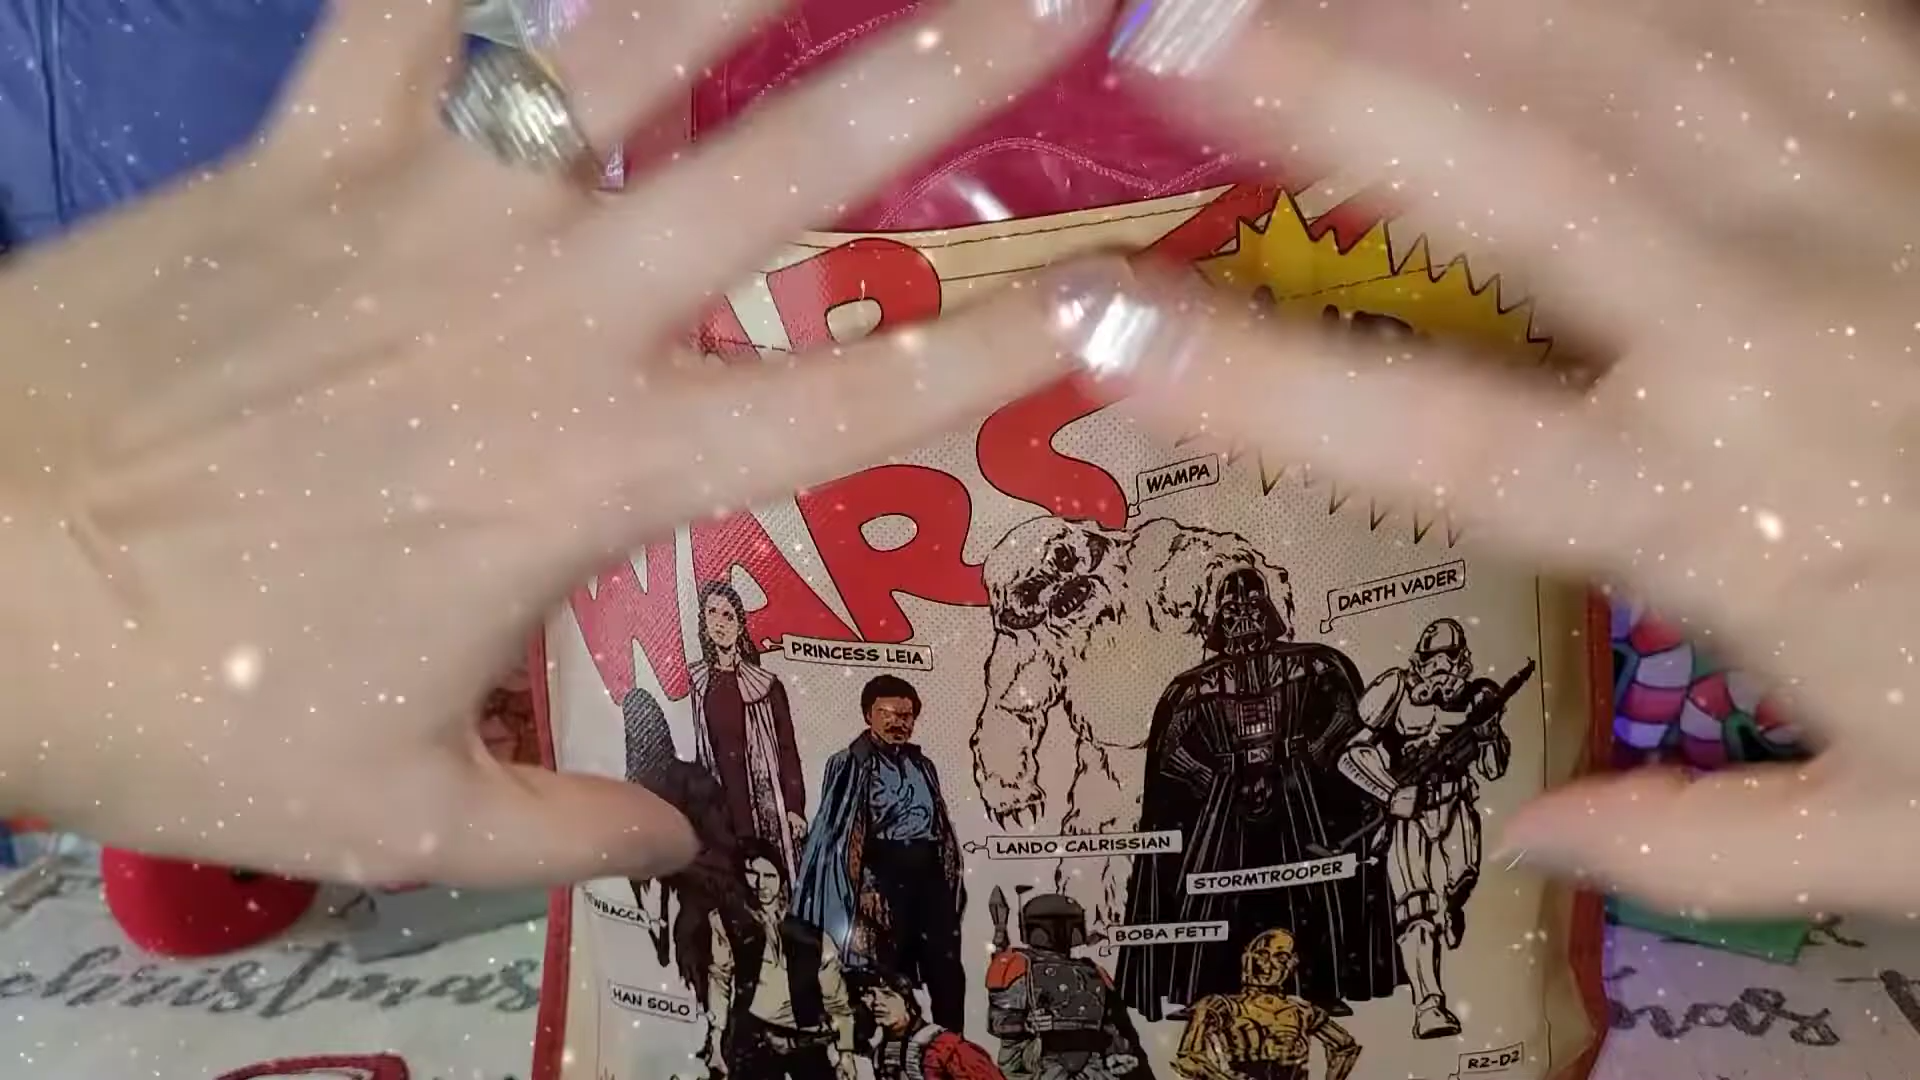 WARS
WAMPA
DARTH VADER
PRINCESS LEIA
LANDO CALRISSIAN
STORMTROOPER
BOBA FETT
HAN SOLO
R2-D2
christmas